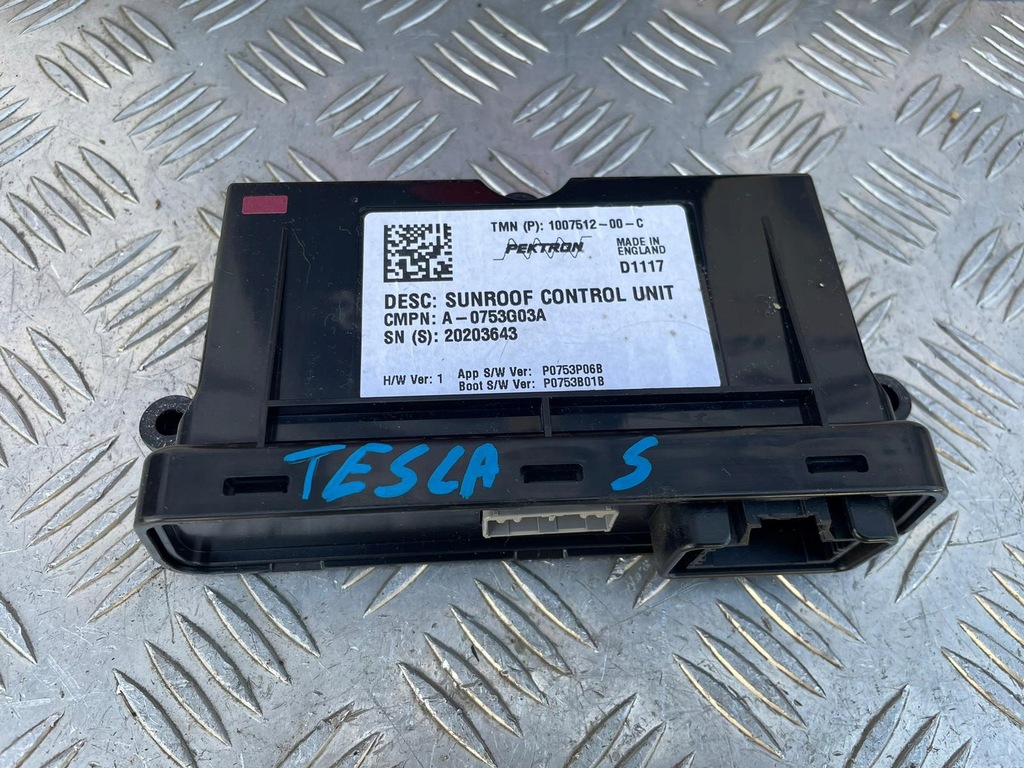 TMN (P): 1007512-00-C
PEKTRON
MADE IN
ENGLAND
D1117
DESC: SUNROOF CONTROL UNIT
CMPN: A-0753G03A
SN (S): 20203643
H/W Ver: 1 App S/W Ver: P0753P06B
Boot S/W Ver: P0753B01B
TESLA S